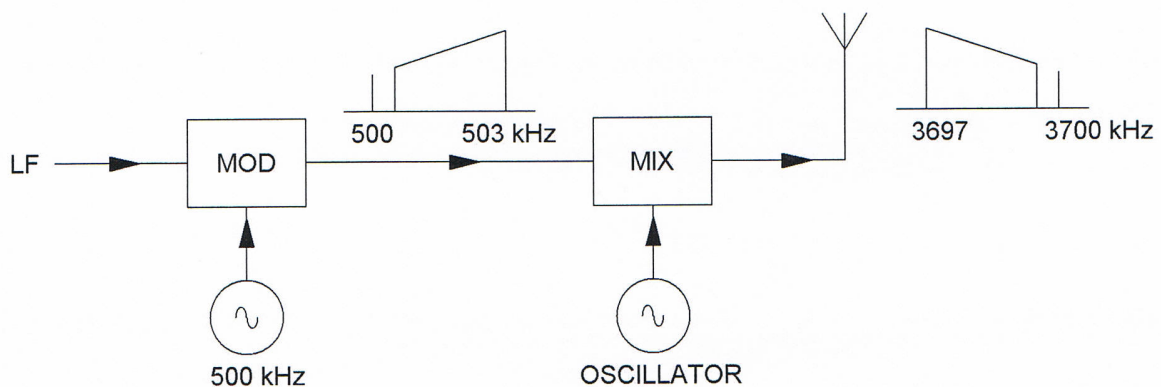 500 503 kHz
3697 3700 kHz
LF
MOD
MIX
500 kHz
OSCILLATOR